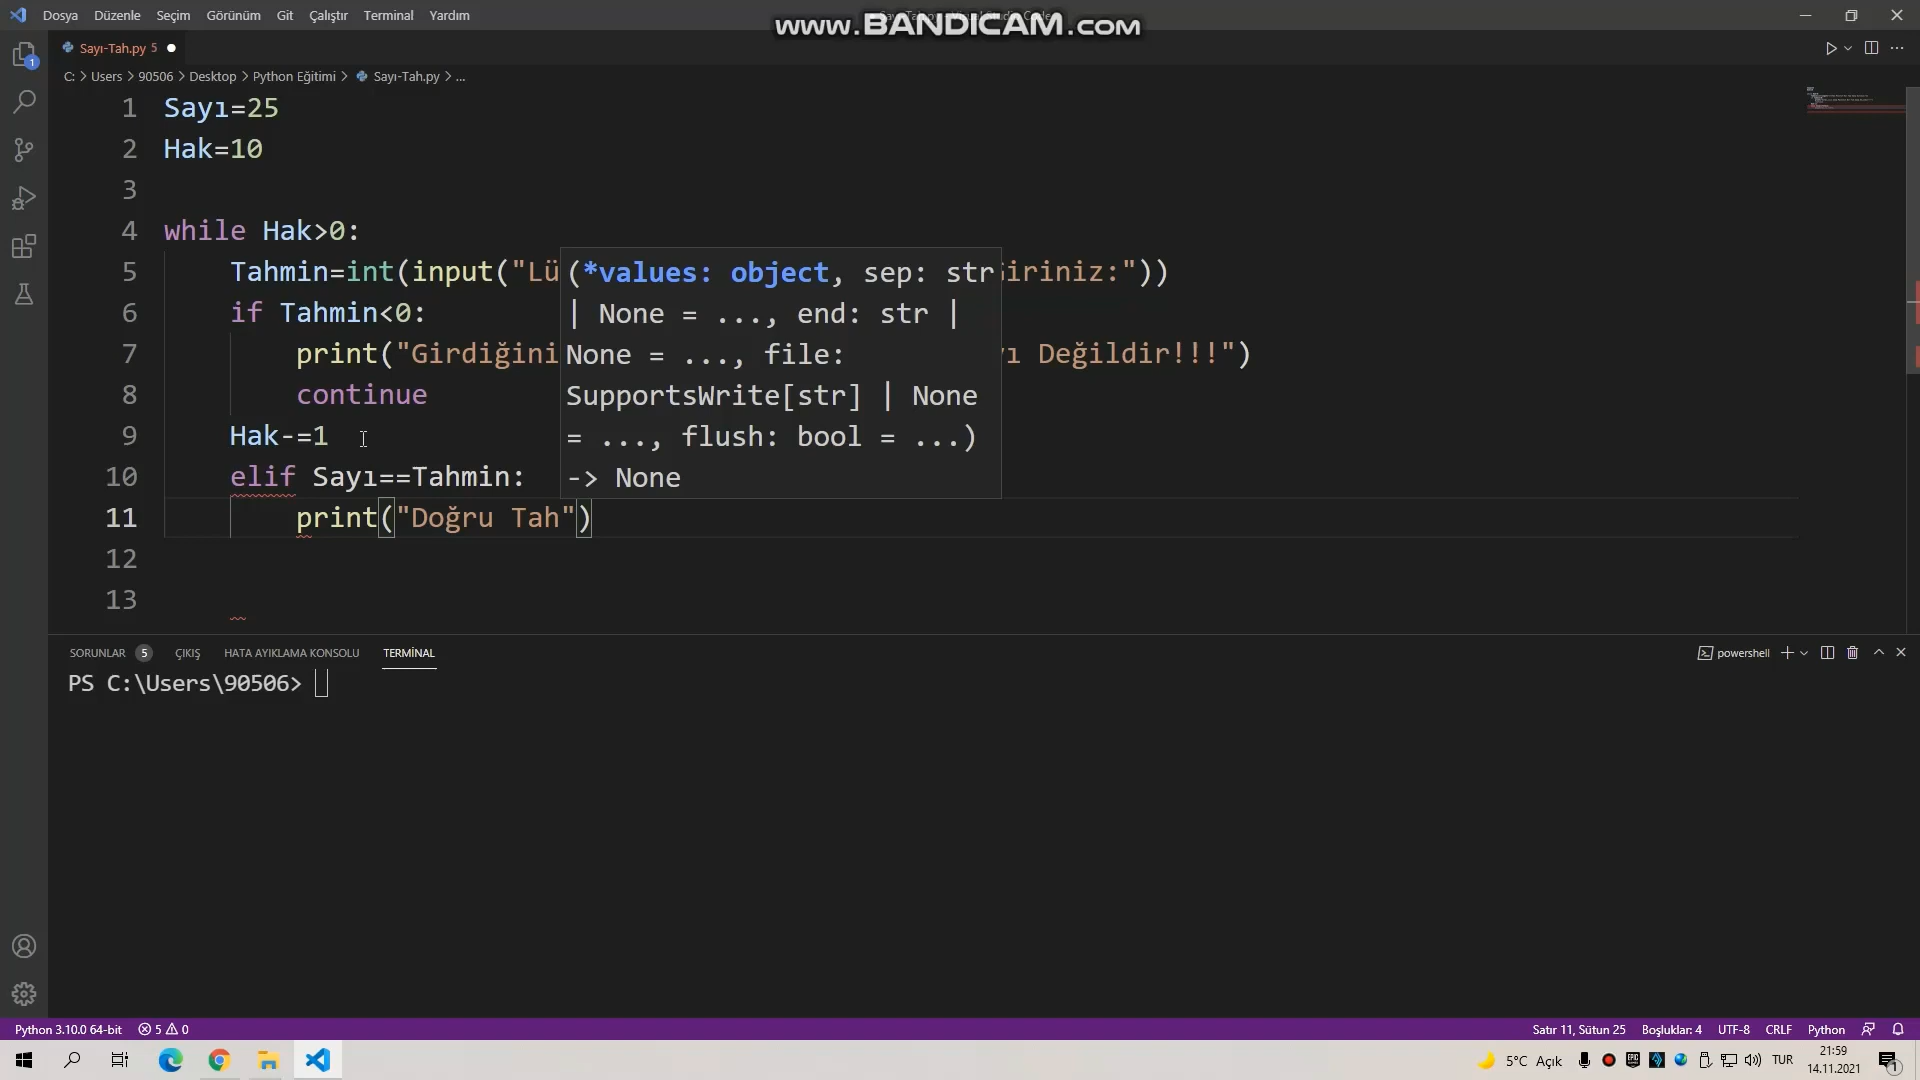 Dosya Düzenle Seçim Görünüm Git Çalıştır Terminal Yardım
www.BANDICAM.com
Sayı-Tah.py 5
C: > Users > 90506 > Desktop > Python Eğitimi > Sayı-Tah.py > ...
1 Sayı=25
2 Hak=10
3
4 while Hak>0:
5 Tahmin=int(input("Lü Giriniz:"))
6 if Tahmin<0:
7 print("Girdiğini ı Değildir!!!")
8 continue
9 Hak-=1
10 elif Sayı==Tahmin:
11 print("Doğru Tah")
12
13
(*values: object, sep: str
| None = ..., end: str |
None = ..., file:
SupportsWrite[str] | None
= ..., flush: bool = ...)
-> None
SORUNLAR 5 ÇIKIŞ HATA AYIKLAMA KONSOLU TERMİNAL
powershell
PS C:\Users\90506>
Python 3.10.0 64-bit 5 0
Satır 11, Sütun 25 Boşluklar: 4 UTF-8 CRLF Python
5°C Açık
TUR
21:59
14.11.2021
1
1